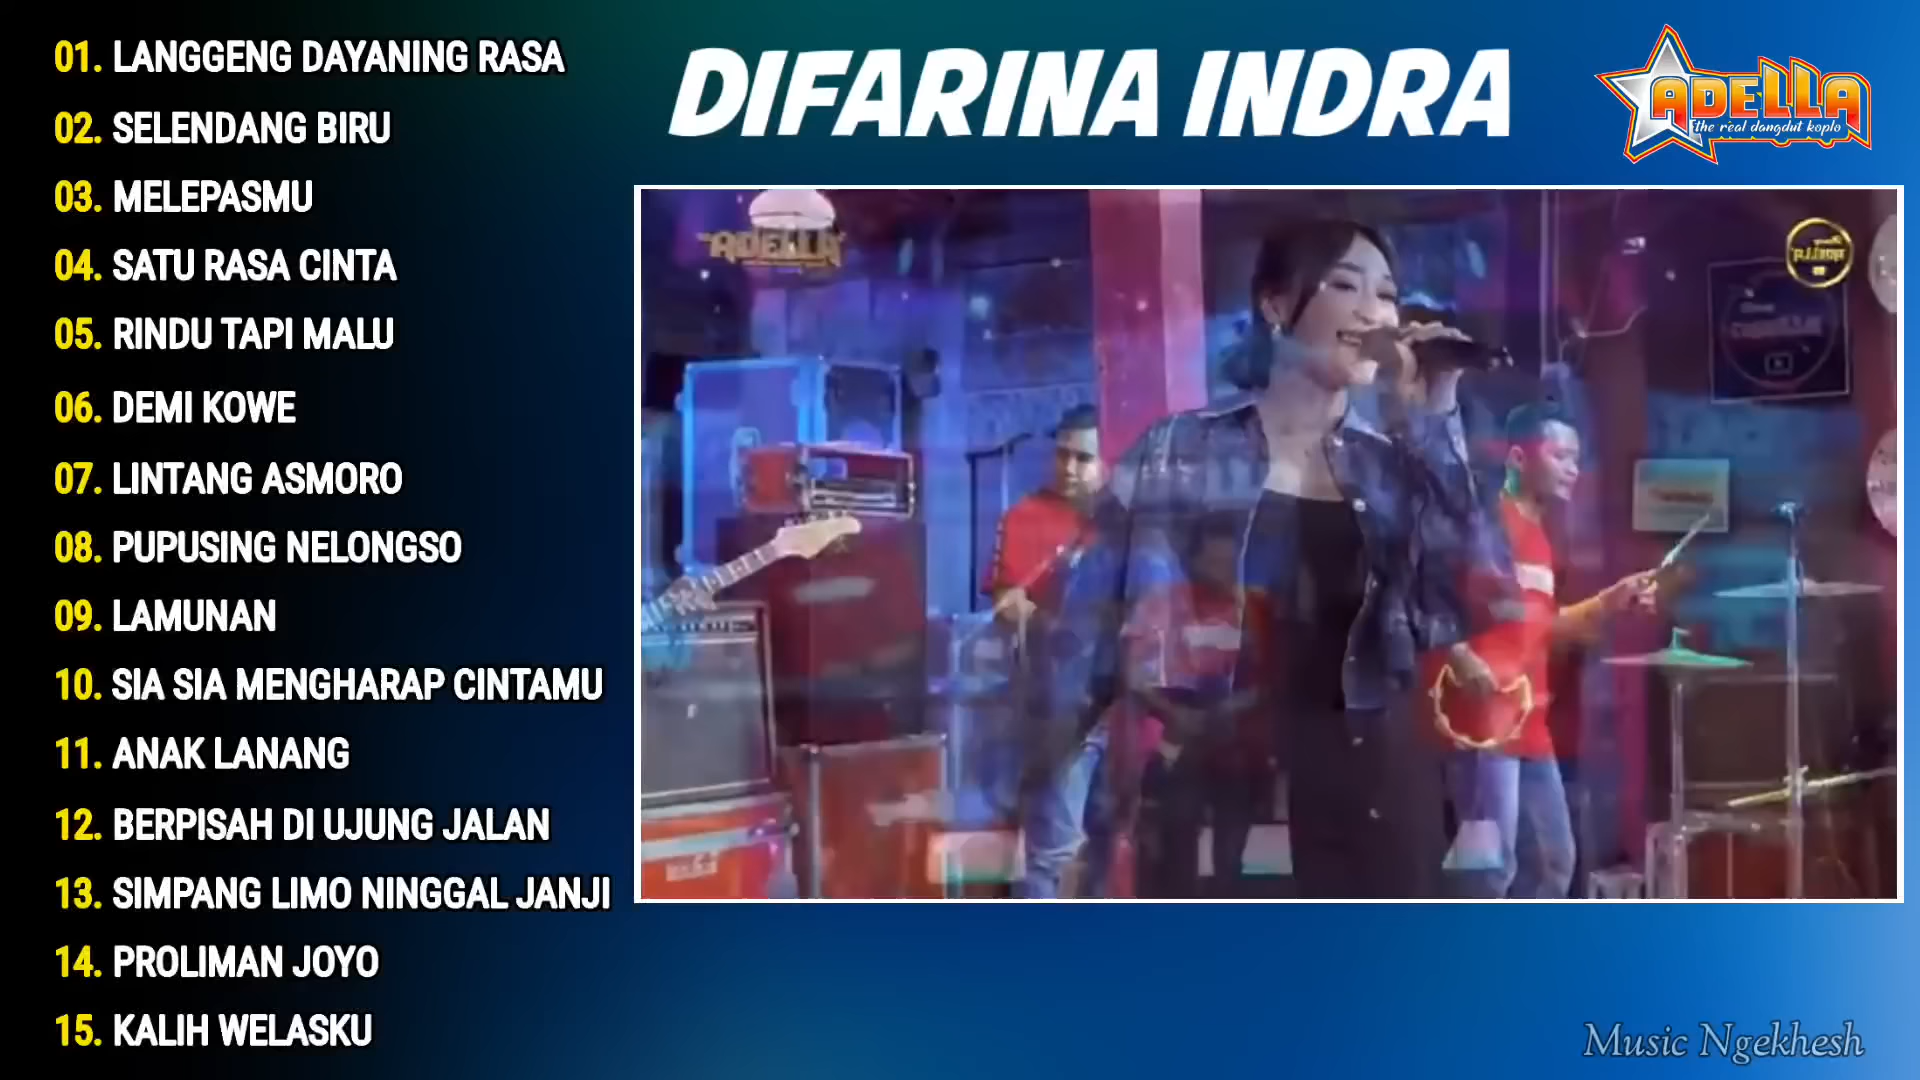 01. LANGGENG DAYANING RASA
02. SELENDANG BIRU
03. MELEPASMU
04. SATU RASA CINTA
05. RINDU TAPI MALU
06. DEMI KOWE
07. LINTANG ASMORO
08. PUPUSING NELONGSO
09. LAMUNAN
10. SIA SIA MENGHARAP CINTAMU
11. ANAK LANANG
12. BERPISAH DI UJUNG JALAN
13. SIMPANG LIMO NINGGAL JANJI
14. PROLIMAN JOYO
15. KALIH WELASKU
DIFARINA INDRA
ADELLA
the real dangdut koplo
ADELLA
Music Ngekhesh